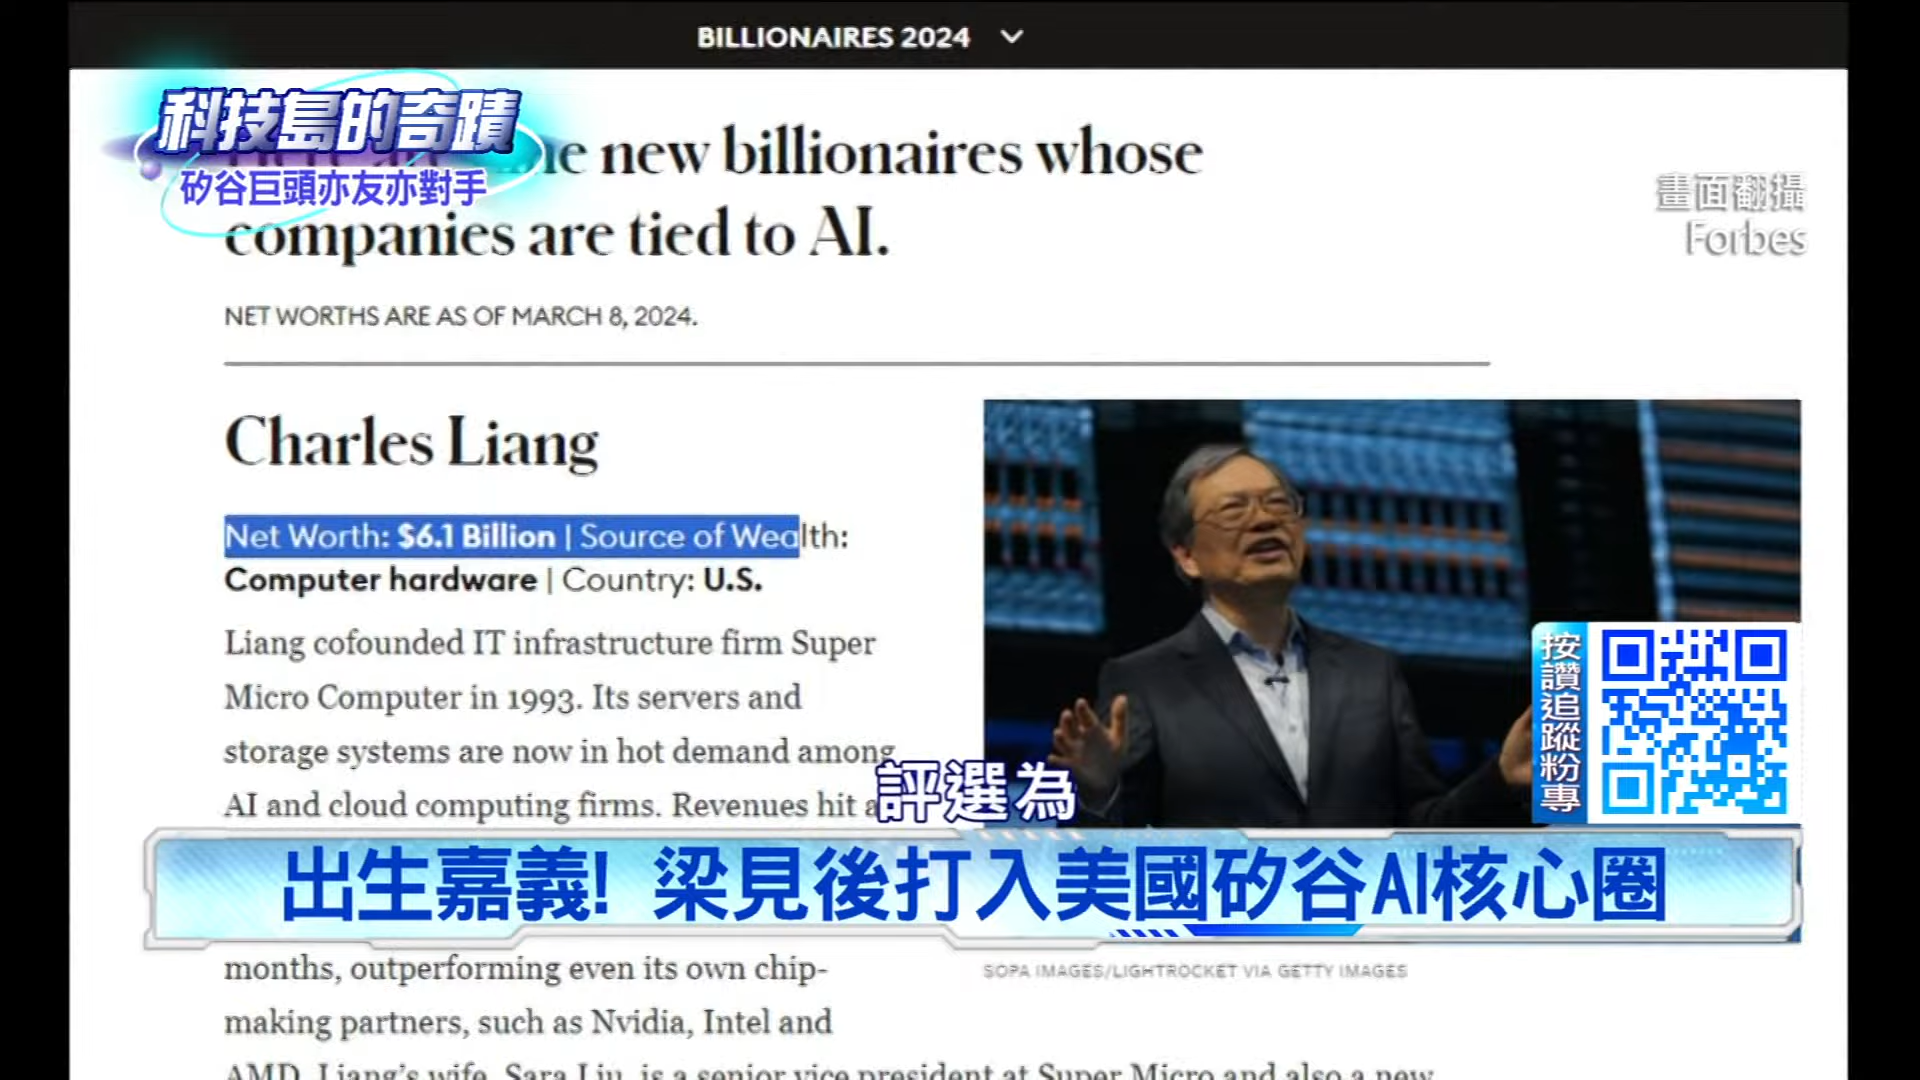 BILLIONAIRES 2024
科技島的奇蹟
矽谷巨頭亦友亦對手
new billionaires whose
companies are tied to AI.
畫面翻攝
Forbes
NET WORTHS ARE AS OF MARCH 8, 2024.
Charles Liang
Net Worth: $6.1 Billion | Source of Wealth:
Computer hardware | Country: U.S.
Liang cofounded IT infrastructure firm Super
Micro Computer in 1993. Its servers and
storage systems are now in hot demand among
AI and cloud computing firms. Revenues hit a
按讚追蹤粉專
評選為
出生嘉義! 梁見後打入美國矽谷AI核心圈
months, outperforming even its own chip-
making partners, such as Nvidia, Intel and
AMD. Liang's wife, Sara Liu, is a senior vice president at Super Micro and also a new
SOPA IMAGES/LIGHTROCKET VIA GETTY IMAGES